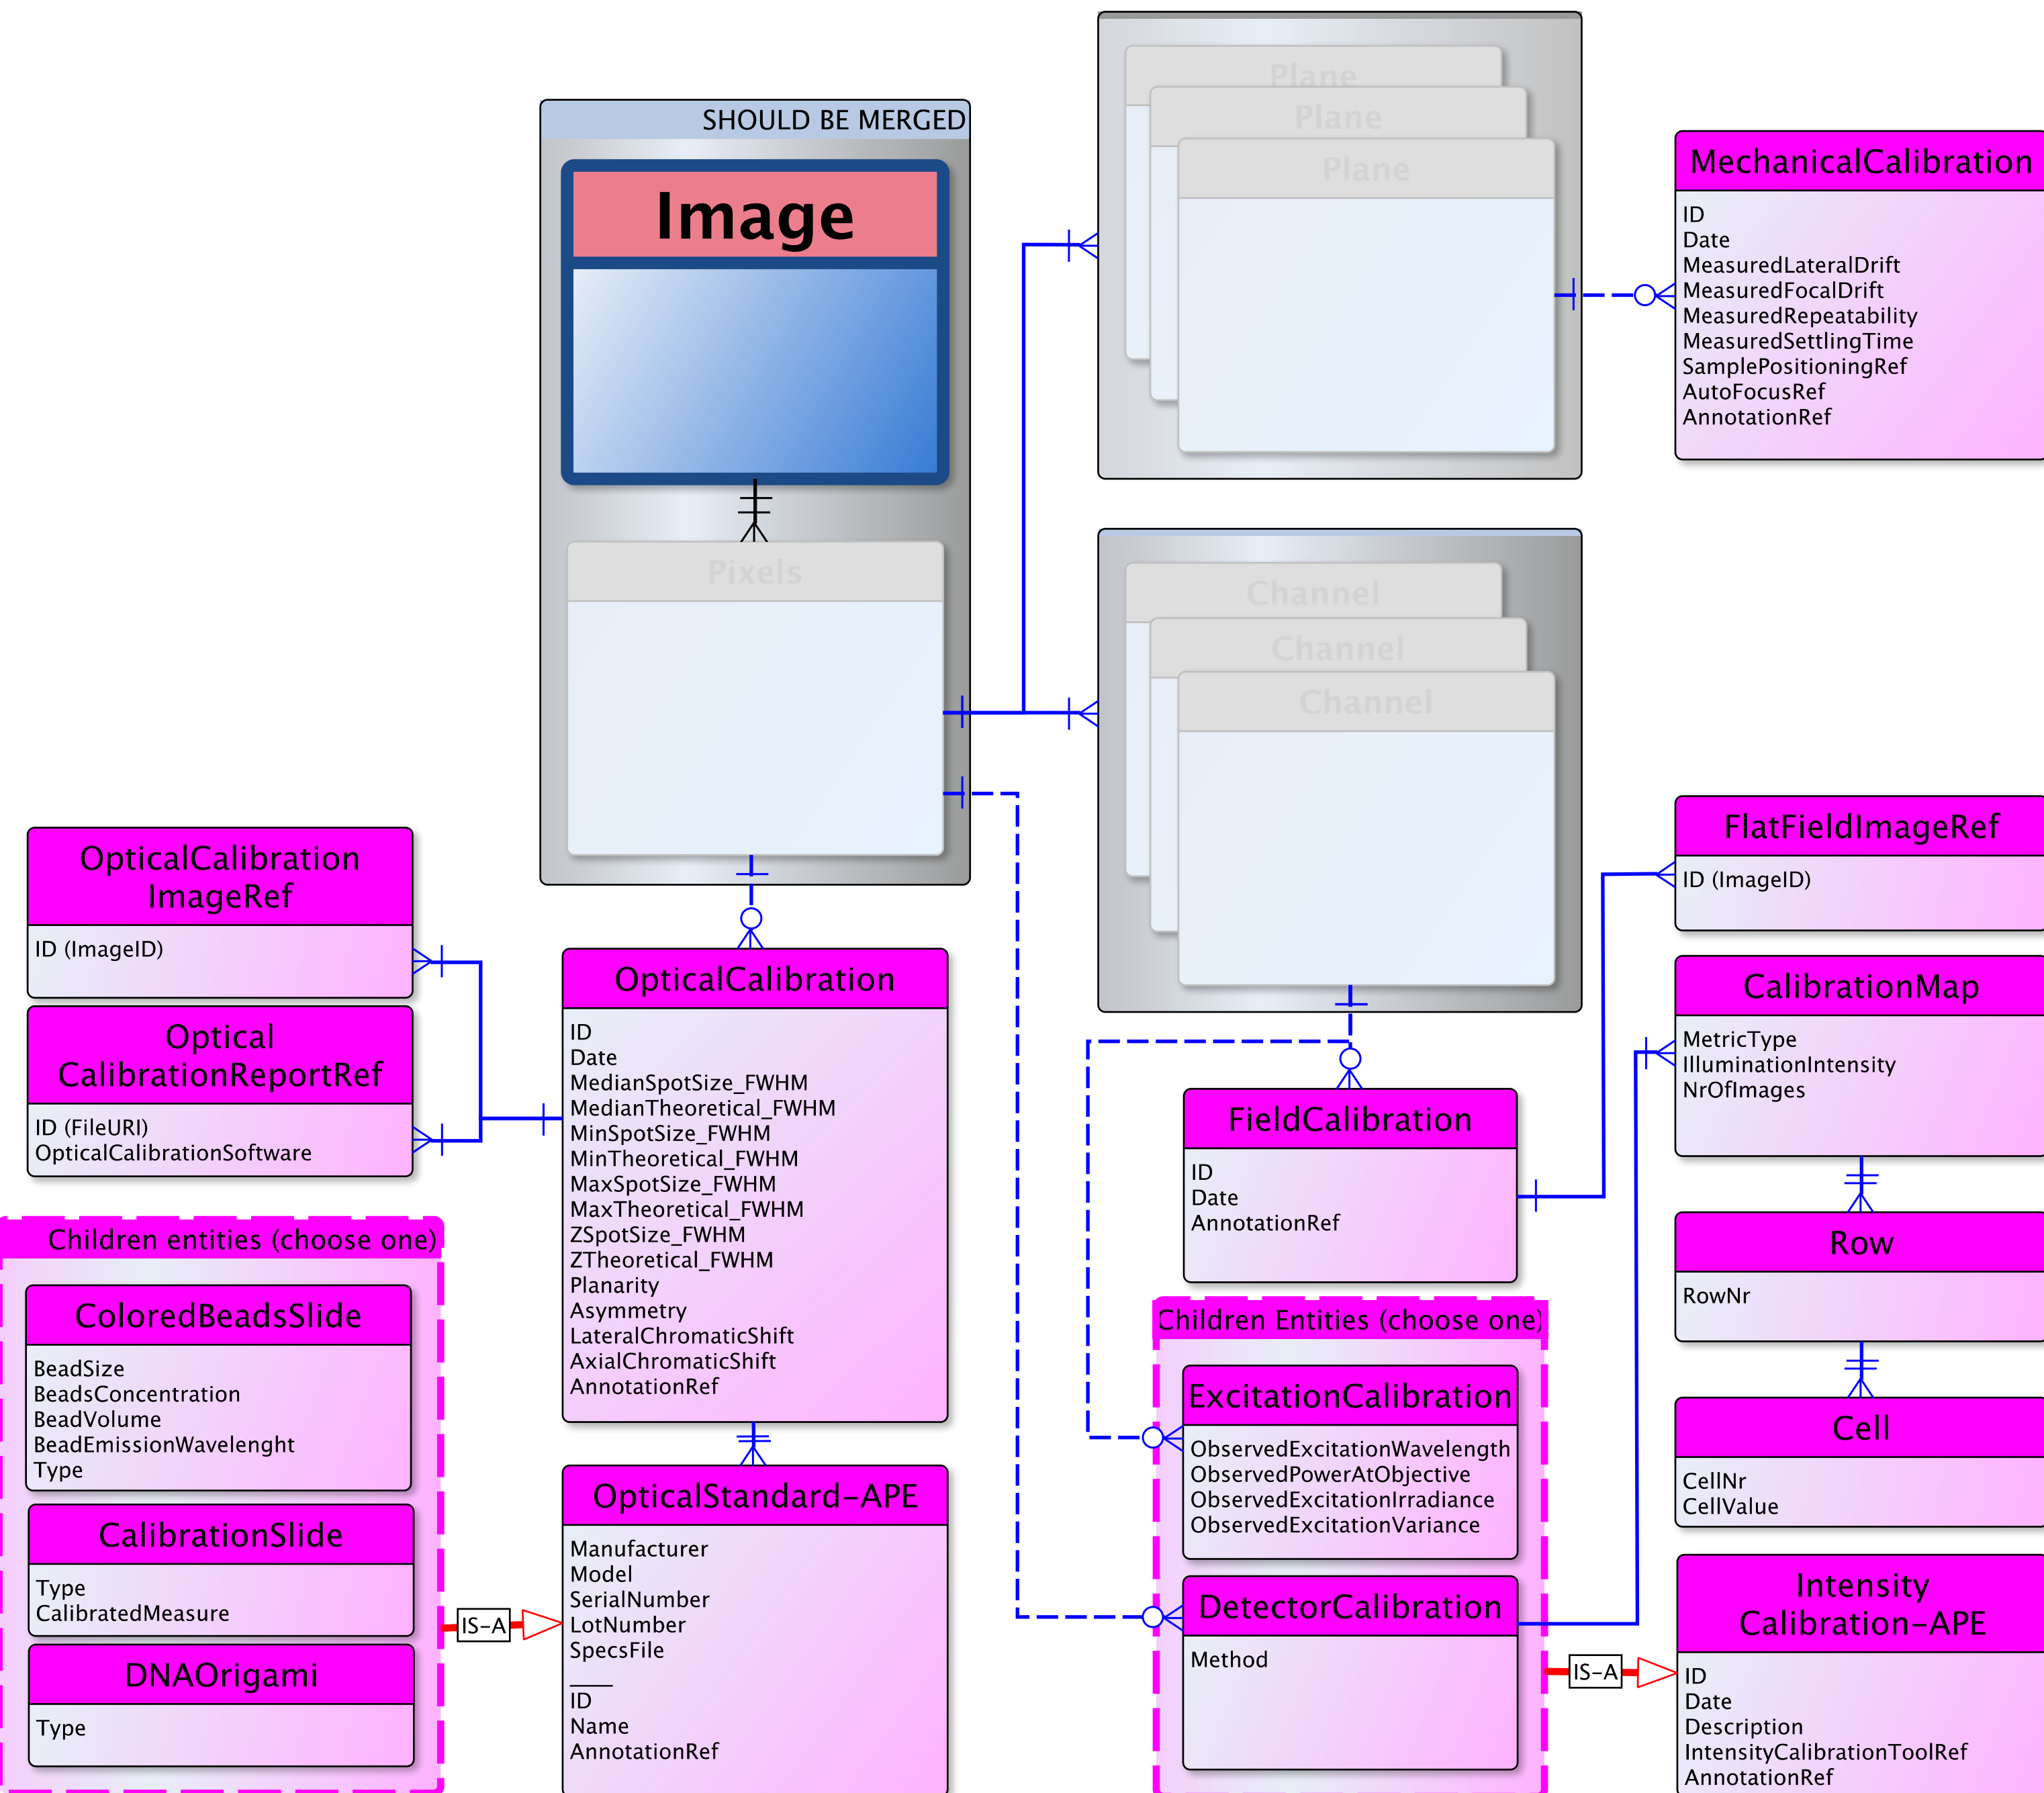 SHOULD BE MERGED
Image
Pixels
Plane
Plane
Plane
MechanicalCalibration
ID
Date
MeasuredLateralDrift
MeasuredFocalDrift
MeasuredRepeatability
MeasuredSettlingTime
SamplePositioningRef
AutoFocusRef
AnnotationRef
Channel
Channel
Channel
OpticalCalibration
ImageRef
ID (ImageID)
Optical
CalibrationReportRef
ID (FileURI)
OpticalCalibrationSoftware
OpticalCalibration
ID
Date
MedianSpotSize_FWHM
MedianTheoretical_FWHM
MinSpotSize_FWHM
MinTheoretical_FWHM
MaxSpotSize_FWHM
MaxTheoretical_FWHM
ZSpotSize_FWHM
ZTheoretical_FWHM
Planarity
Asymmetry
LateralChromaticShift
AxialChromaticShift
AnnotationRef
FieldCalibration
ID
Date
AnnotationRef
FlatFieldImageRef
ID (ImageID)
CalibrationMap
MetricType
IlluminationIntensity
NrOfImages
Row
RowNr
Cell
CellNr
CellValue
Children entities (choose one)
ColoredBeadsSlide
BeadSize
BeadsConcentration
BeadVolume
BeadEmissionWavelenght
Type
CalibrationSlide
Type
CalibratedMeasure
DNAOrigami
Type
IS-A
OpticalStandard-APE
Manufacturer
Model
SerialNumber
LotNumber
SpecsFile
____
ID
Name
AnnotationRef
Children Entities (choose one)
ExcitationCalibration
ObservedExcitationWavelength
ObservedPowerAtObjective
ObservedExcitationIrradiance
ObservedExcitationVariance
DetectorCalibration
Method
IS-A
Intensity
Calibration-APE
ID
Date
Description
IntensityCalibrationToolRef
AnnotationRef